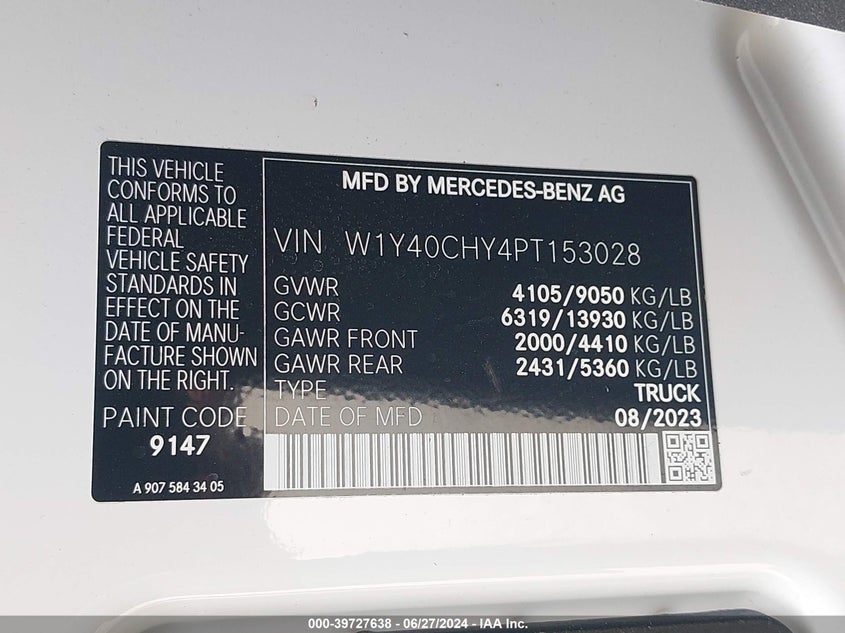 THIS VEHICLE
CONFORMS TO
ALL APPLICABLE
FEDERAL
VEHICLE SAFETY
STANDARDS IN
EFFECT ON THE
DATE OF MANU-
FACTURE SHOWN
ON THE RIGHT.
PAINT CODE
9147
A 907 584 34 05
MFD BY MERCEDES-BENZ AG
VIN W1Y40CHY4PT153028
GVWR 4105/9050 KG/LB
GCWR 6319/13930 KG/LB
GAWR FRONT 2000/4410 KG/LB
GAWR REAR 2431/5360 KG/LB
TYPE TRUCK
DATE OF MFD 08/2023
000-39727638 - 06/27/2024 - IAA Inc.